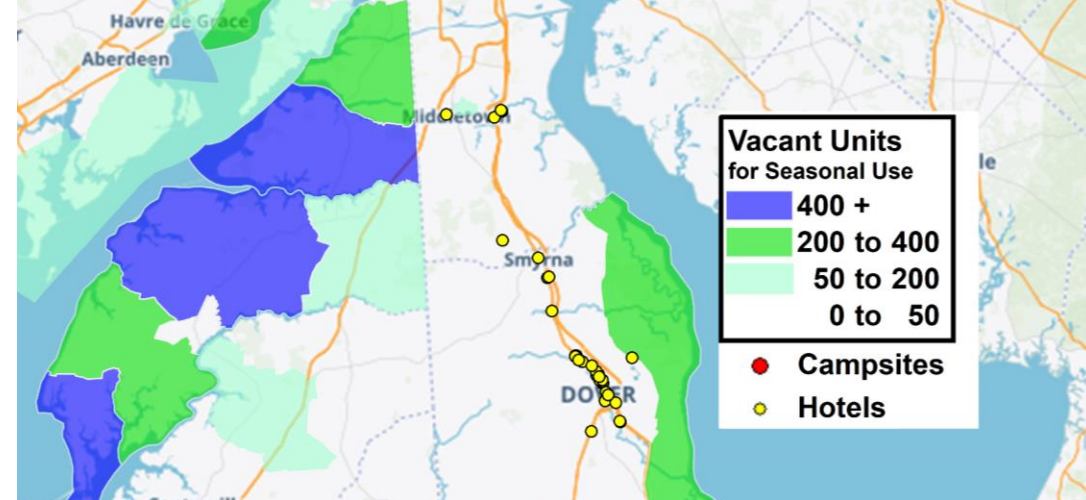 Havre de Grace
Aberdeen
Middletown
Smyrna
DOVER
Vacant Units
for Seasonal Use
400 +
200 to 400
50 to 200
0 to 50
Campsites
Hotels